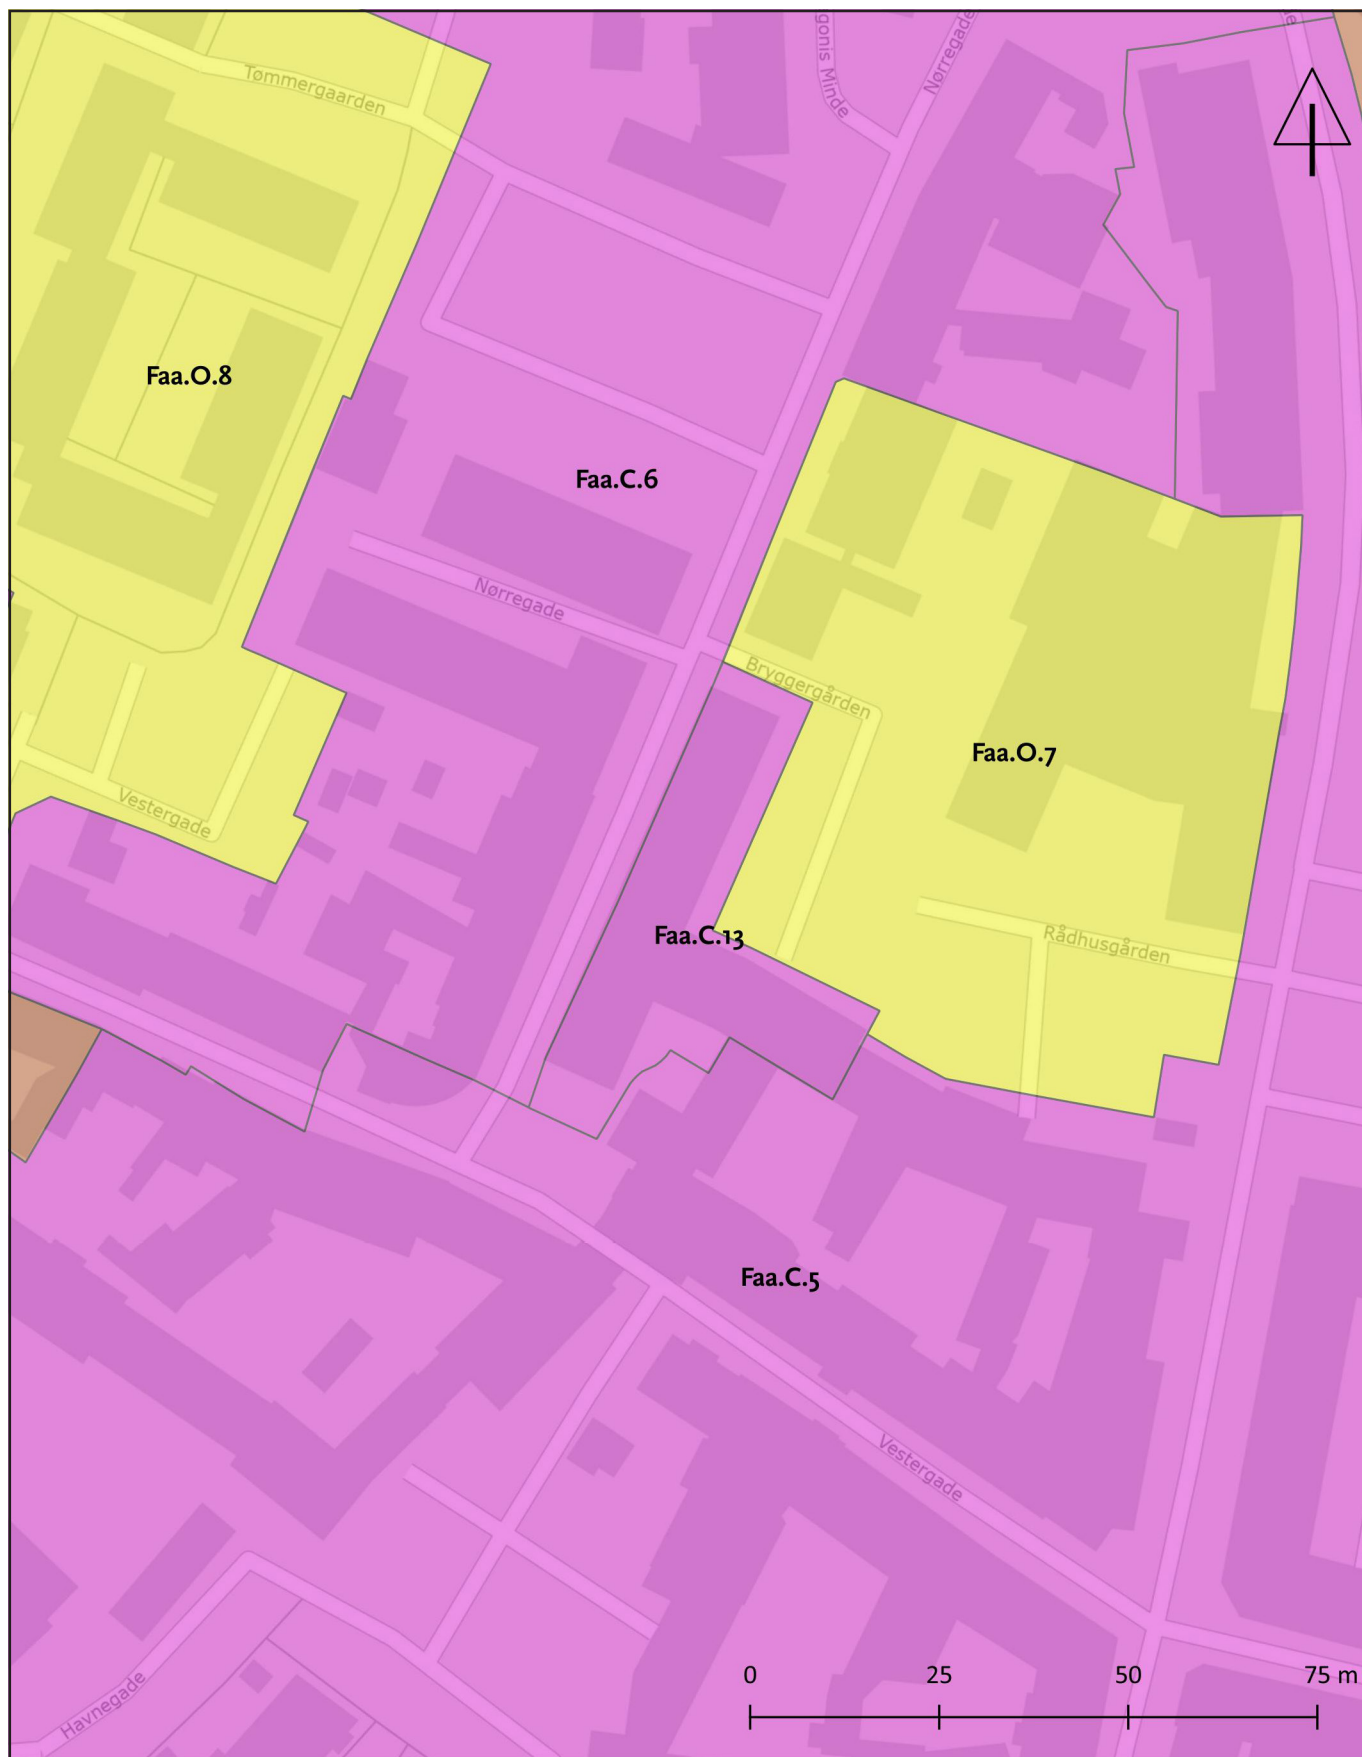 gonis Minde
Nørregade
Tømmergaarden
Faa.O.8
Faa.C.6
Nørregade
Bryggergården
Faa.O.7
Vestergade
Faa.C.13
Rådhusgården
Faa.C.5
Vestergade
Havnegade
0 25 50 75 m